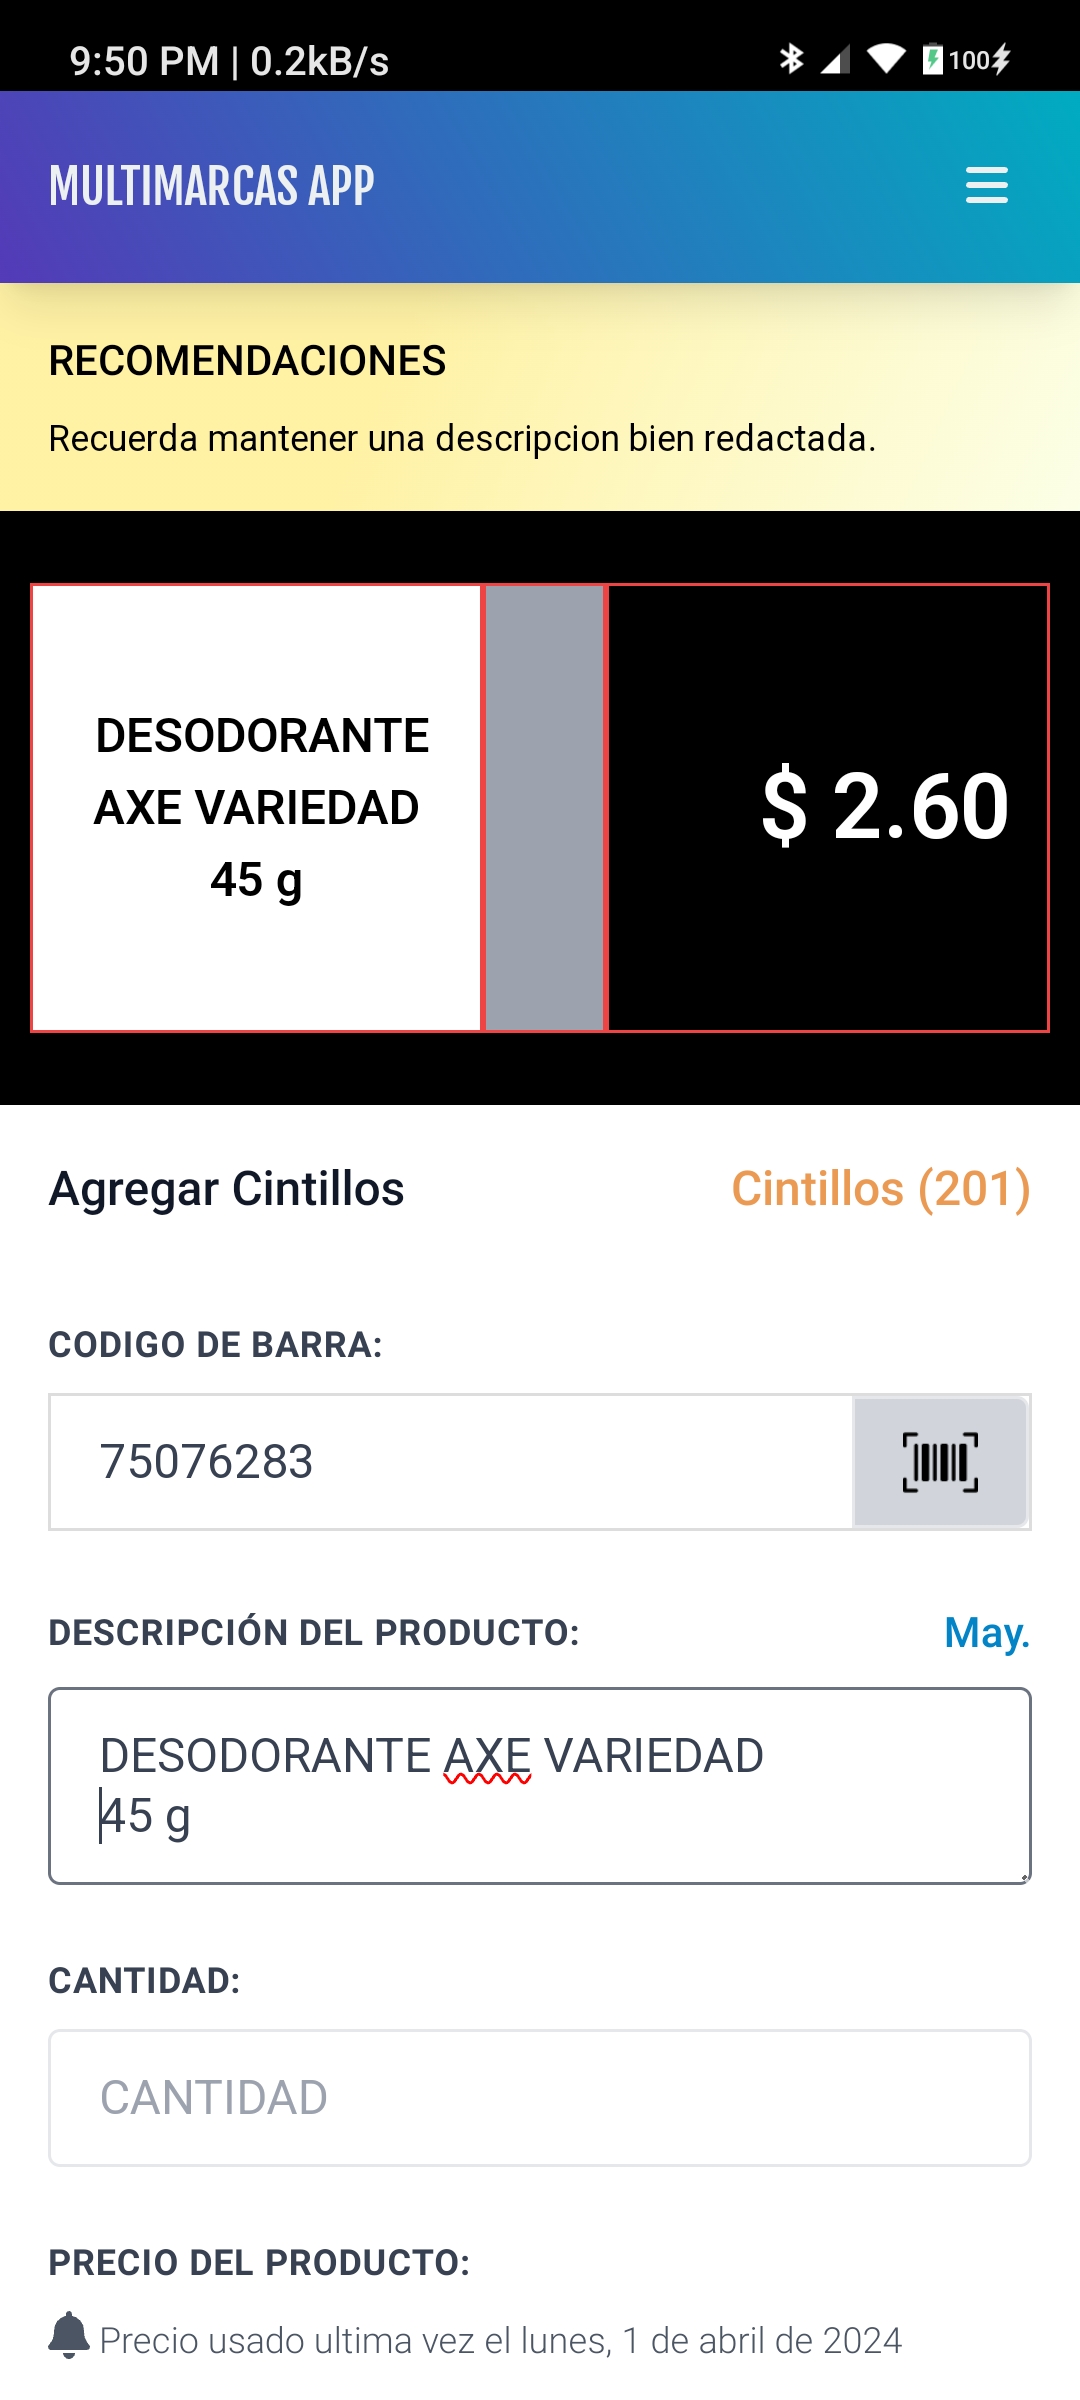 9:50 PM | 0.2kB/s
100
MULTIMARCAS APP
RECOMENDACIONES
Recuerda mantener una descripcion bien redactada.
DESODORANTE
AXE VARIEDAD
45 g
$ 2.60
Agregar Cintillos
Cintillos (201)
CODIGO DE BARRA:
75076283
DESCRIPCIÓN DEL PRODUCTO:
May.
DESODORANTE AXE VARIEDAD
45 g
CANTIDAD:
CANTIDAD
PRECIO DEL PRODUCTO:
Precio usado ultima vez el lunes, 1 de abril de 2024